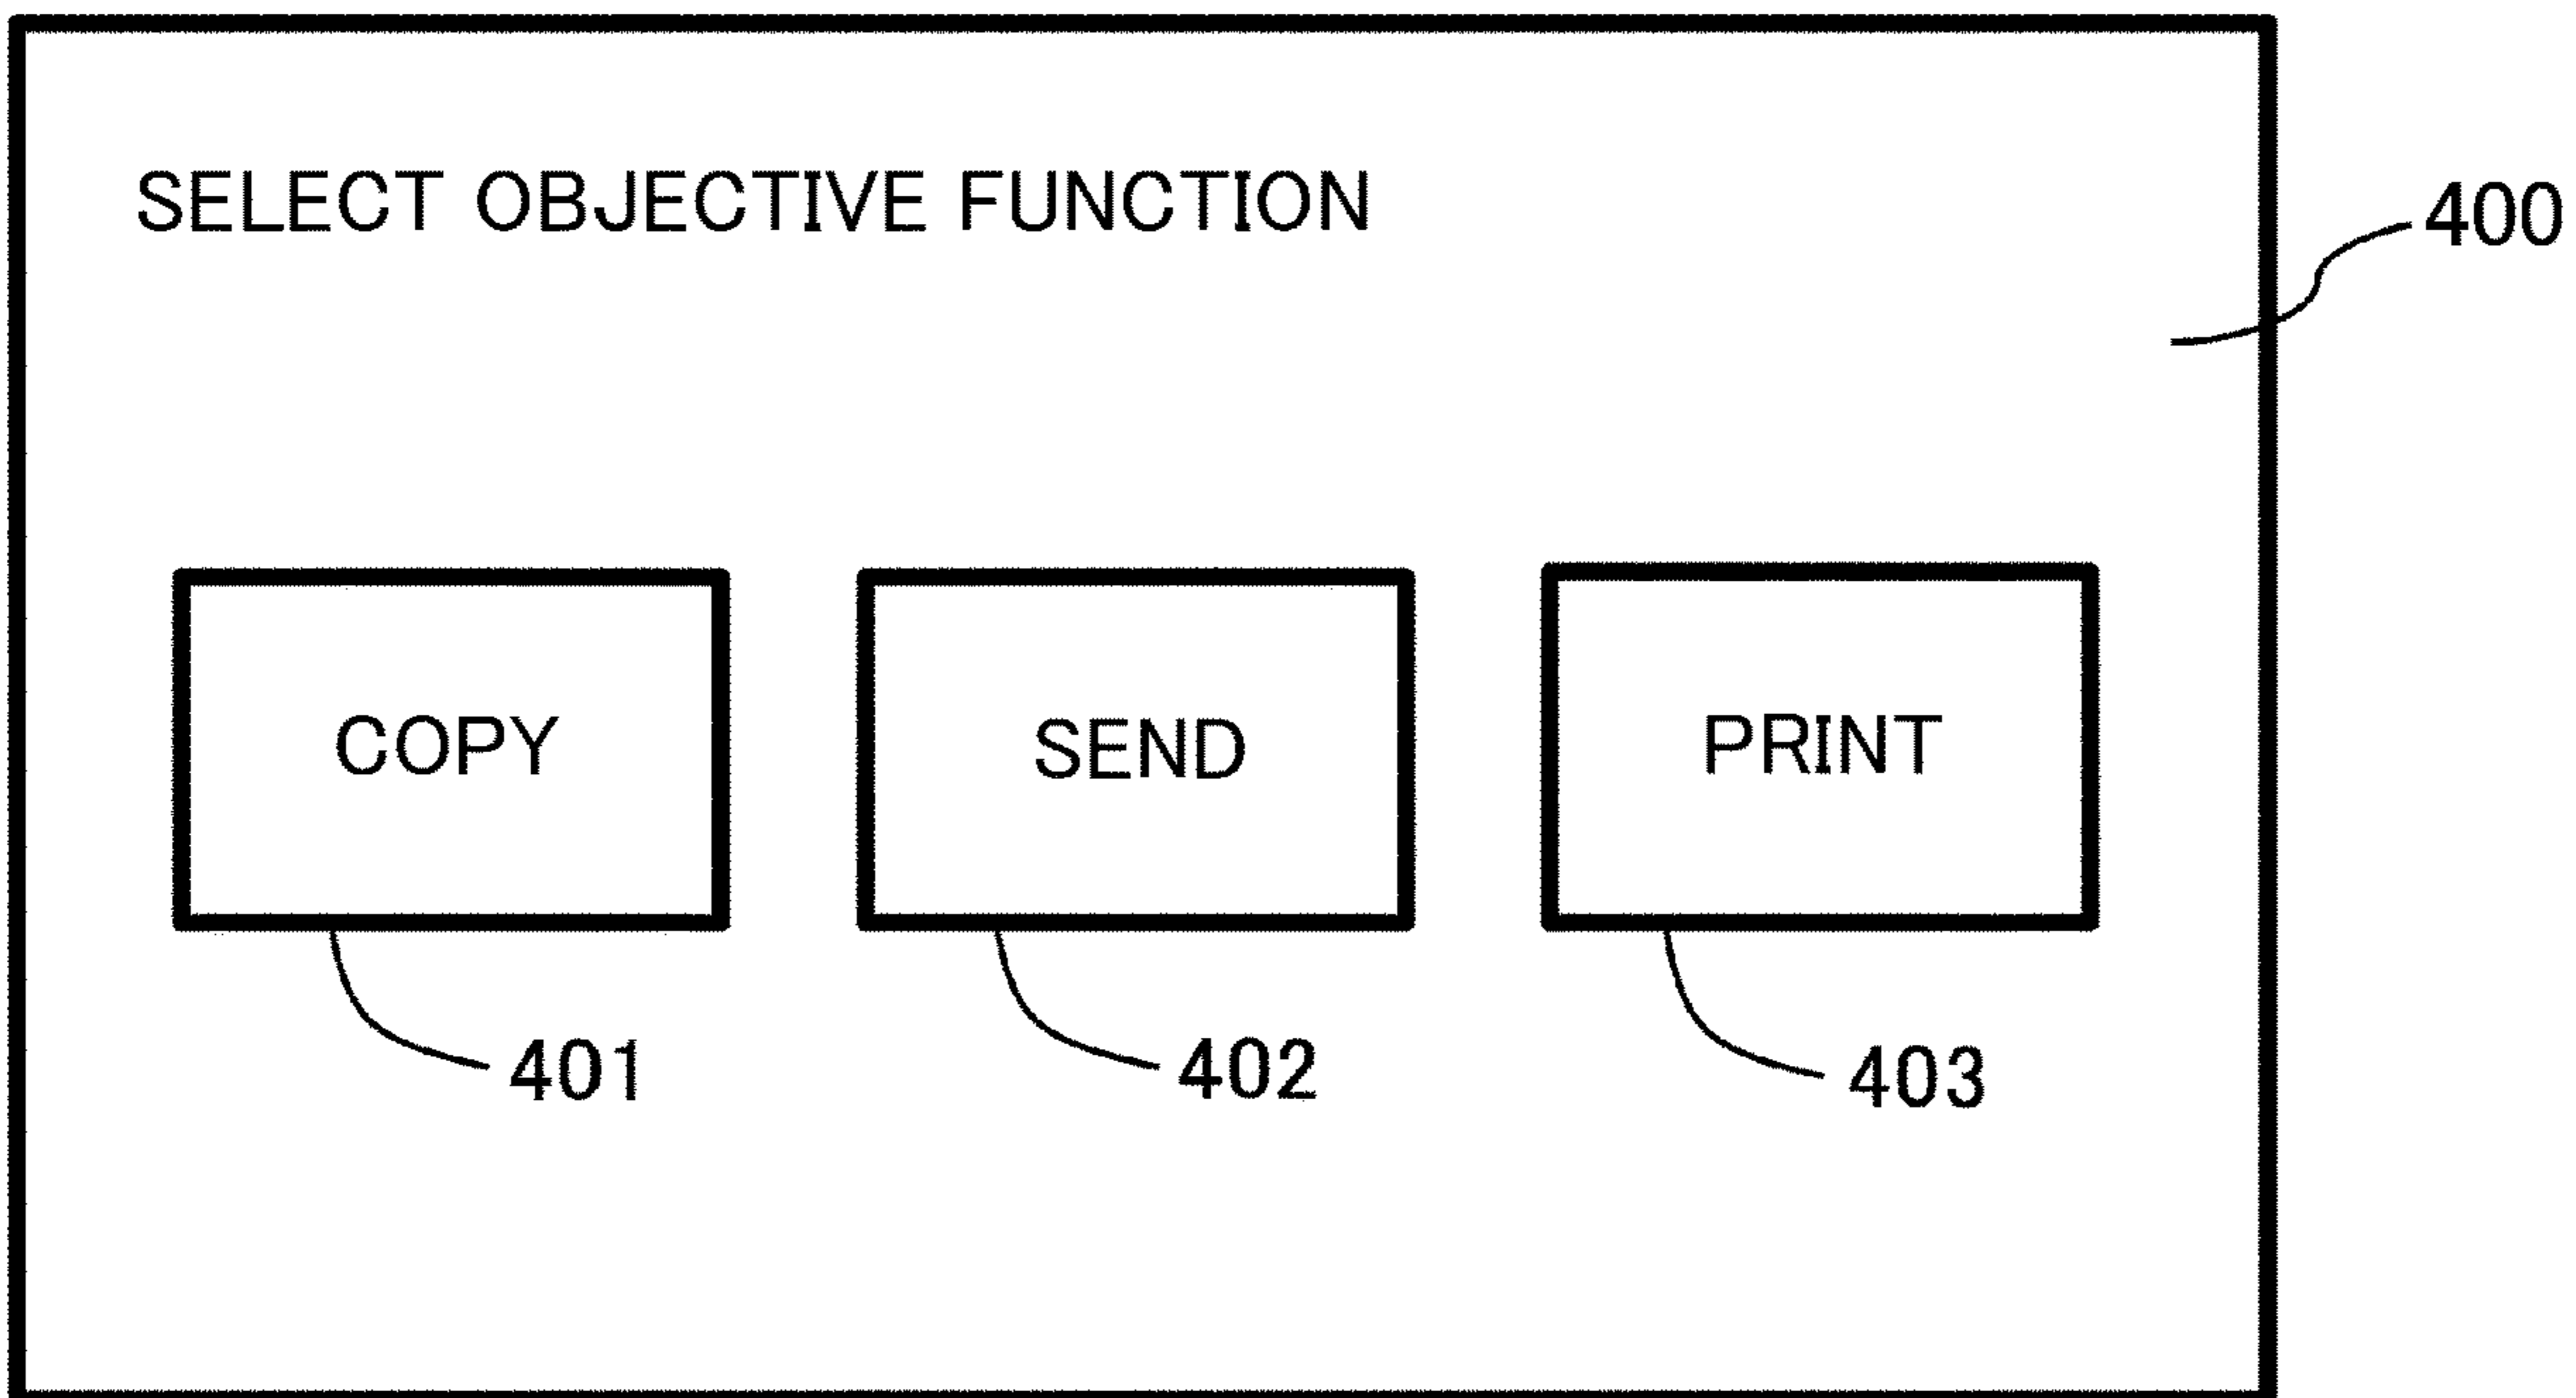 SELECT OBJECTIVE FUNCTION
400
COPY
SEND
PRINT
401
402
403